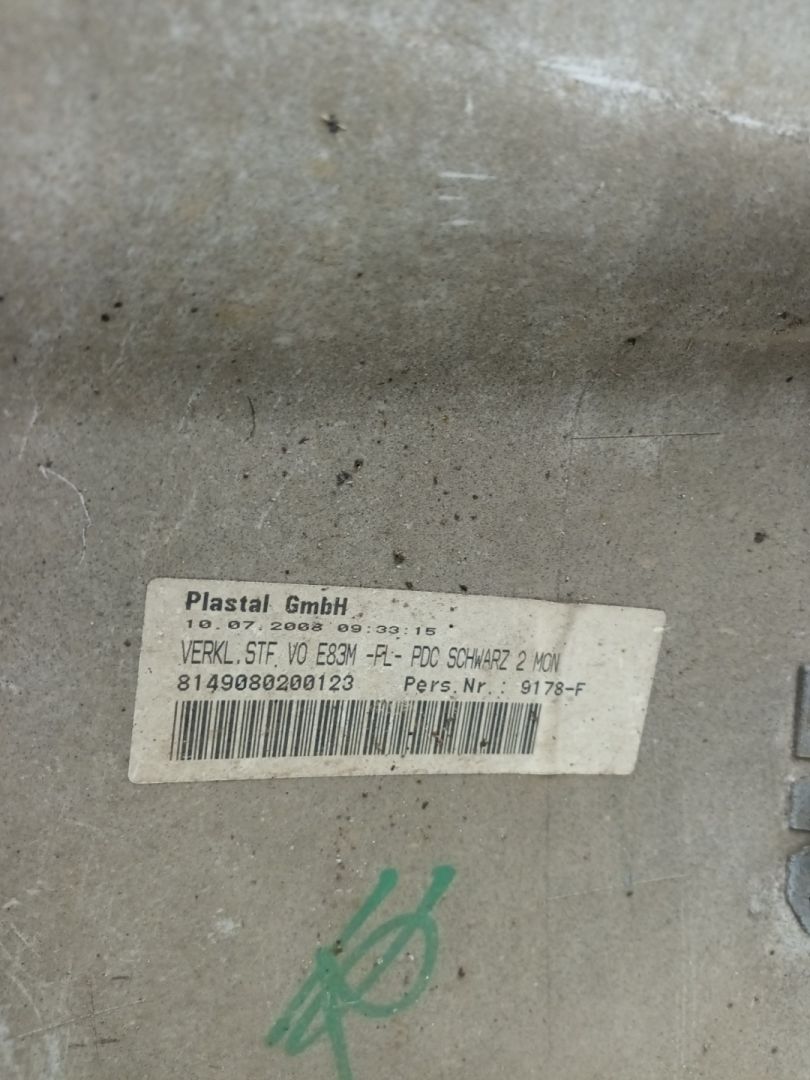 Plastal GmbH
10.07.2008 09:33:15
VERKL.STF. VO E83M -PL- PDC SCHWARZ 2 MON
8149080200123 Pers.Nr.: 9178-F